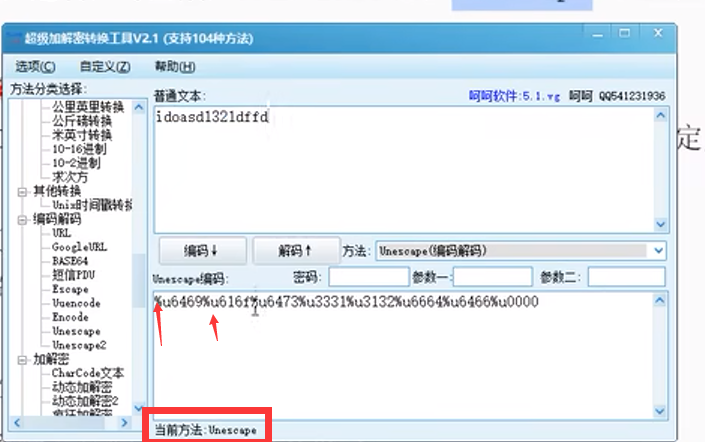 超级加解密转换工具V2.1 (支持104种方法)
选项(C) 自定义(Z) 帮助(H)
方法分类选择:
公里英里转换
公斤磅转换
米英寸转换
10-16进制
10-2进制
求次方
其他转换
Unix时间戳转换
编码解码
URL
GoogleURL
BASE64
短信PDU
Escape
Uuencode
Encode
Unescape
Unescape2
加解密
CharCode文本
动态加解密
动态加解密2
疯狂加解密
普通文本:
呵呵软件:5.1.vg 呵呵 QQ541231936
idoasd1321dffd
编码↓ 解码↑ 方法: Unescape(编码解码)
Unescape编码: 密码: 参数一: 参数二:
%u6469%u616f%u6473%u3331%u3132%u6664%u6466%u0000
当前方法:Unescape
定